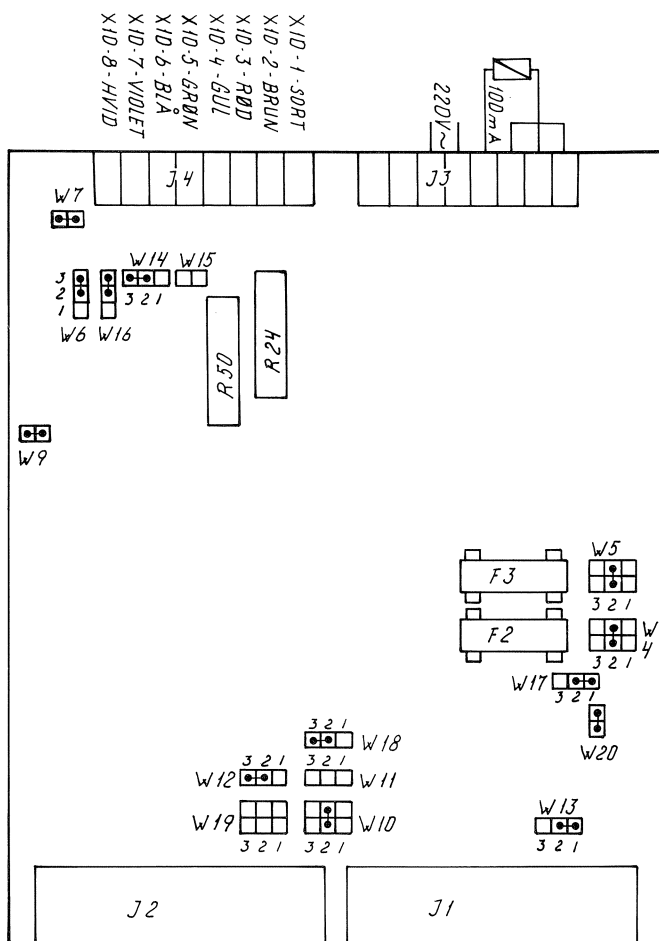 X10-1-SORT
X10-2-BRUN
X10-3-RØD
X10-4-GUL
X10-5-GRØN
X10-6-BLÅ
X10-7-VIOLET
X10-8-HVID
220V~
100mA
J4
J3
W7
W14
W15
3
2
1
3 2 1
W6
W16
R50
R24
W9
W5
F3
3 2 1
F2
W4
3 2 1
W17
3 2 1
W20
3 2 1
W18
3 2 1
W12
3 2 1
W11
W19
W10
3 2 1
3 2 1
W13
3 2 1
J2
J1